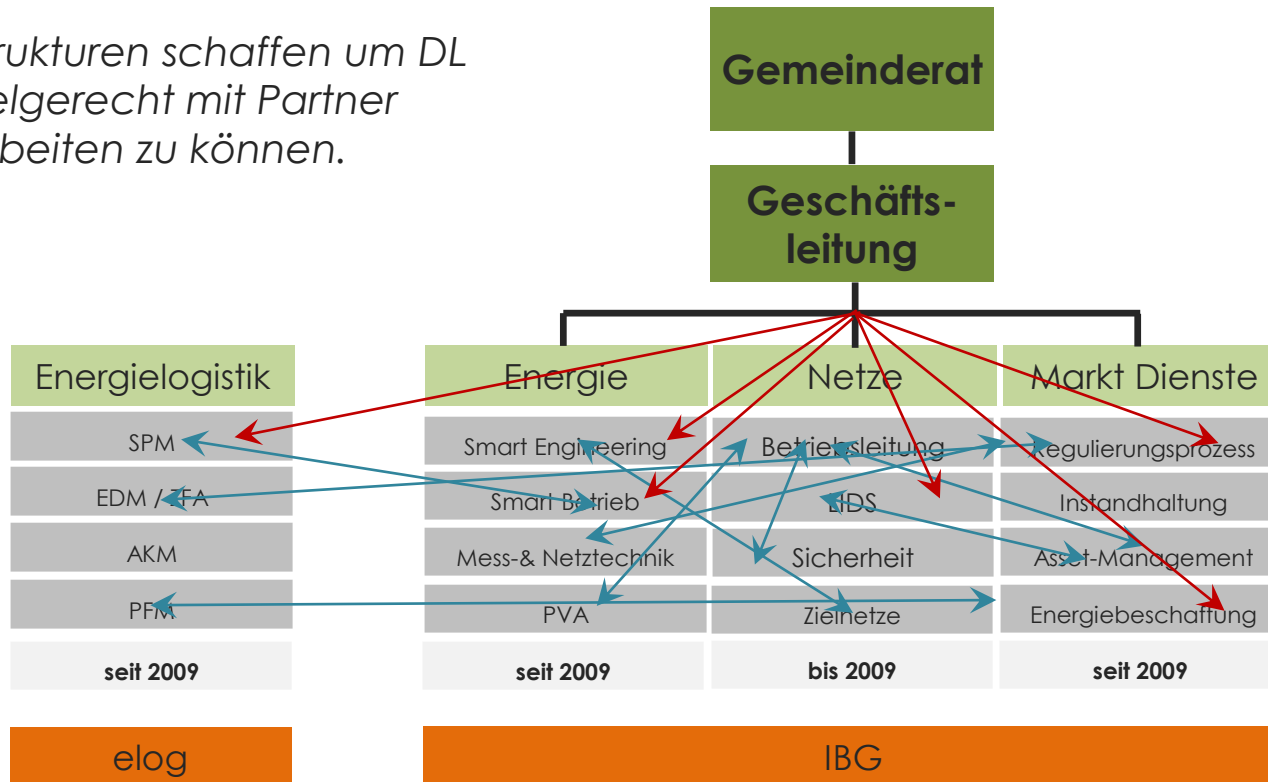 rukturen schaffen um DL
elgerecht mit Partner
beiten zu können.
Gemeinderat
Geschäfts-
leitung
Energielogistik
Energie
Netze
Markt Dienste
SPM
Smart Engineering
Betriebsleitung
Regulierungsprozess
EDM / ZFA
Smart Betrieb
LIDS
Instandhaltung
AKM
Mess-& Netztechnik
Sicherheit
Asset-Management
PFM
PVA
Zielnetze
Energiebeschaffung
seit 2009
seit 2009
bis 2009
seit 2009
elog
IBG